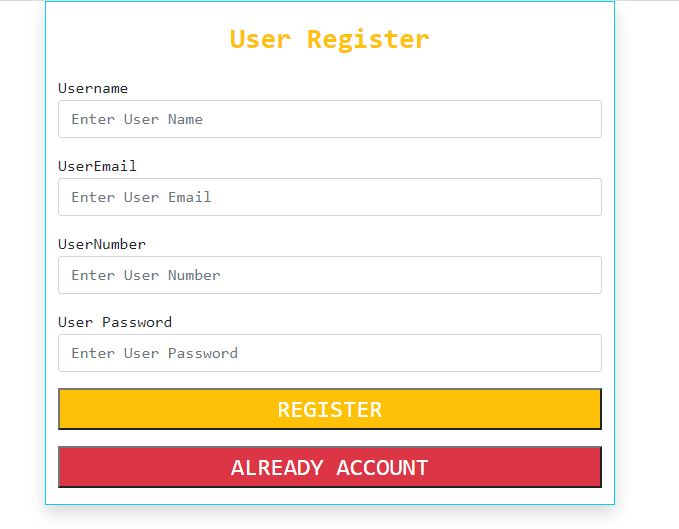 User Register
Username
Enter User Name
UserEmail
Enter User Email
UserNumber
Enter User Number
User Password
Enter User Password
REGISTER
ALREADY ACCOUNT